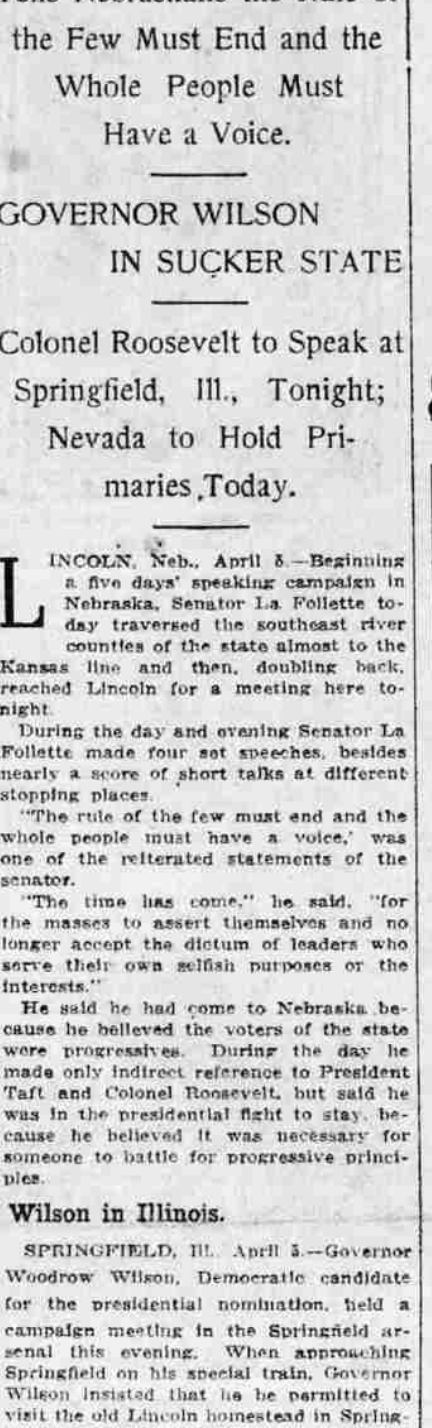 the Few Must End and the
Whole People Must
Have a Voice.
GOVERNOR WILSON
IN SUCKER STATE
Colonel Roosevelt to Speak at
Springfield, Ill., Tonight;
Nevada to Hold Pri-
maries Today.
LINCOLN, Neb., April 5.—Beginning
a five days' speaking campaign in
Nebraska, Senator La Follette to-
day traversed the southeast river
counties of the state almost to the
Kansas line and then, doubling back,
reached Lincoln for a meeting here to-
night.
During the day and evening Senator La
Follette made four set speeches, besides
nearly a score of short talks at different
stopping places.
"The rule of the few must end and the
whole people must have a voice,' was
one of the reiterated statements of the
senator.
"The time has come," he said, "for
the masses to assert themselves and no
longer accept the dictum of leaders who
serve their own selfish purposes or the
interests."
He said he had come to Nebraska be-
cause he believed the voters of the state
were progressives. During the day he
made only indirect reference to President
Taft and Colonel Roosevelt, but said he
was in the presidential fight to stay, be-
cause he believed it was necessary for
someone to battle for progressive princi-
ples.
Wilson in Illinois.
SPRINGFIELD, Ill. April 5.—Governor
Woodrow Wilson, Democratic candidate
for the presidential nomination, held a
campaign meeting in the Springfield ar-
senal this evening. When approaching
Springfield on his special train, Governor
Wilson insisted that he be permitted to
visit the old Lincoln homestead in Spring-